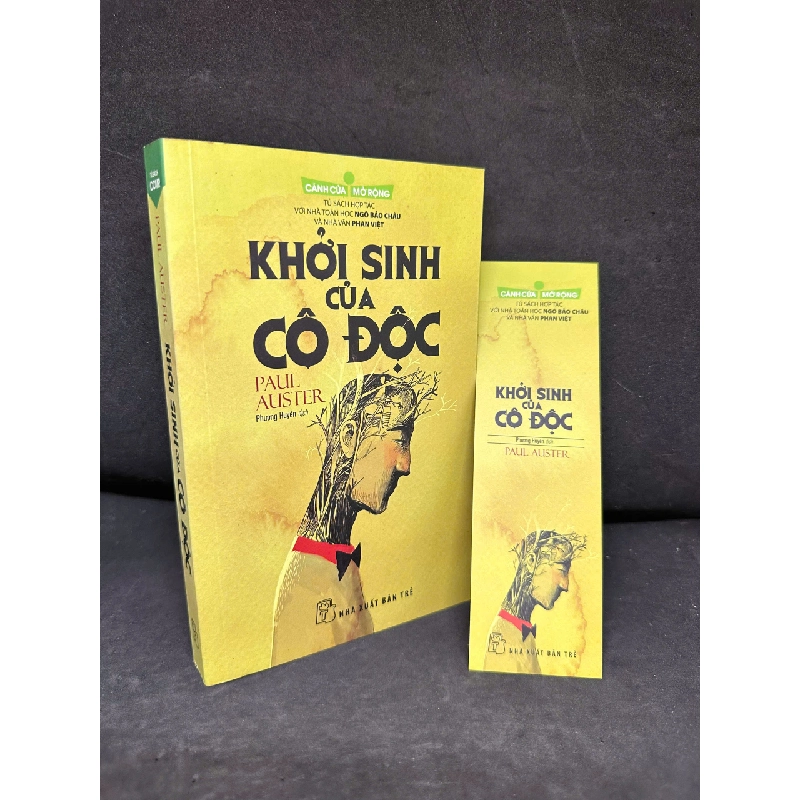 CÁNH CỬA MỞ RỘNG
TỦ SÁCH HỢP TÁC
VỚI NHÀ TOÁN HỌC NGÔ BẢO CHÂU
VÀ NHÀ VĂN PHAN VIỆT
KHỞI SINH
CỦA
CÔ ĐỘC
PAUL
AUSTER
Phương Huyên dịch
NHÀ XUẤT BẢN TRẺ
PAUL AUSTER KHỞI SINH CỦA CÔ ĐỘC
CÁNH CỬA MỞ RỘNG
TỦ SÁCH HỢP TÁC
VỚI NHÀ TOÁN HỌC NGÔ BẢO CHÂU
VÀ NHÀ VĂN PHAN VIỆT
KHỞI SINH
CỦA
CÔ ĐỘC
Phương Huyên dịch
PAUL AUSTER
NHÀ XUẤT BẢN TRẺ